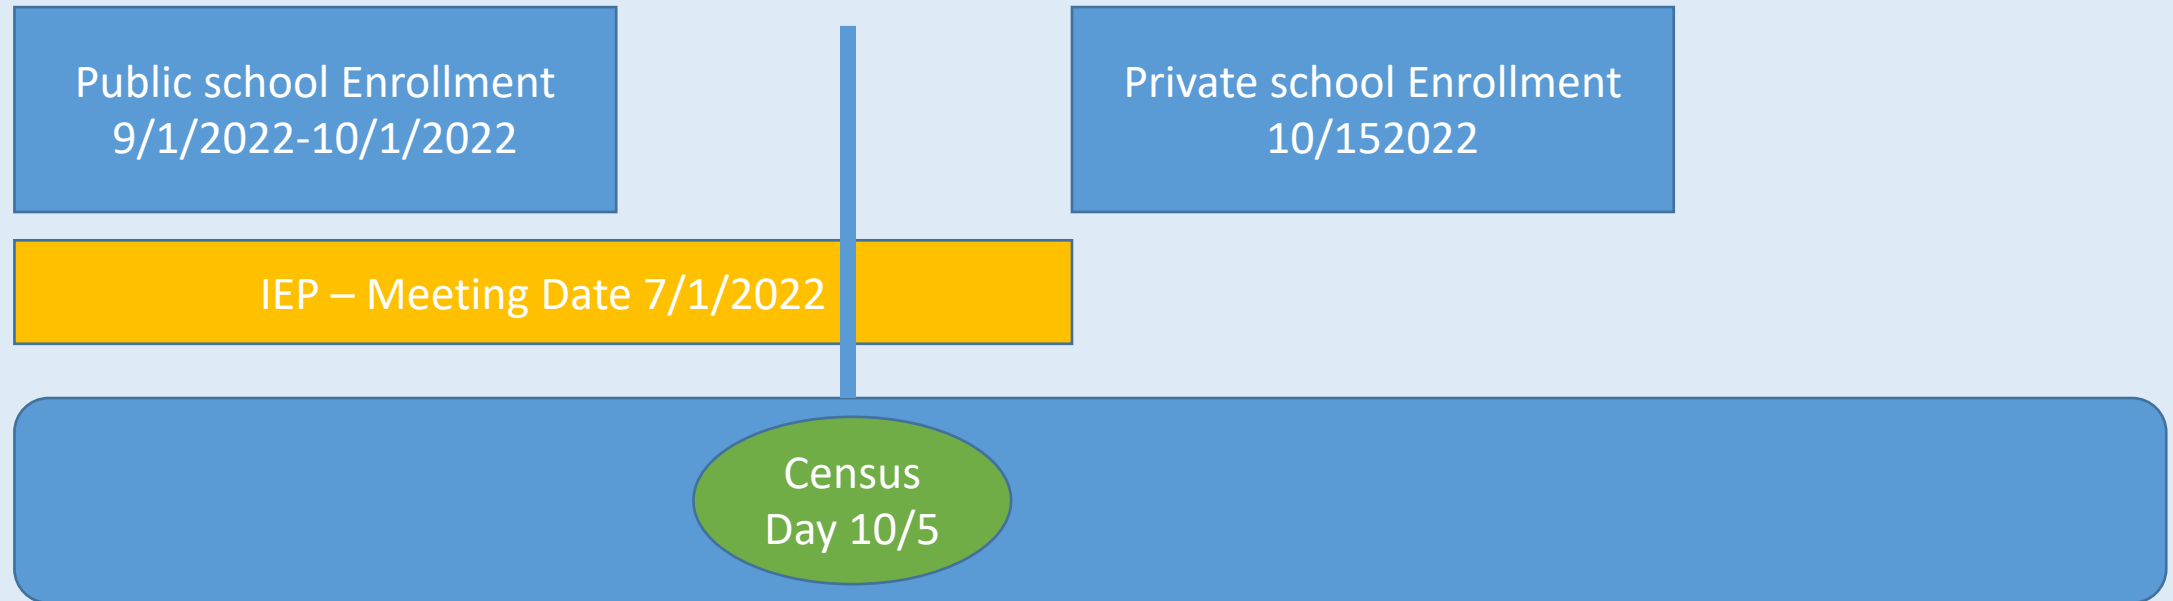 Public school Enrollment
9/1/2022-10/1/2022
Private school Enrollment
10/152022
IEP – Meeting Date 7/1/2022
Census
Day 10/5